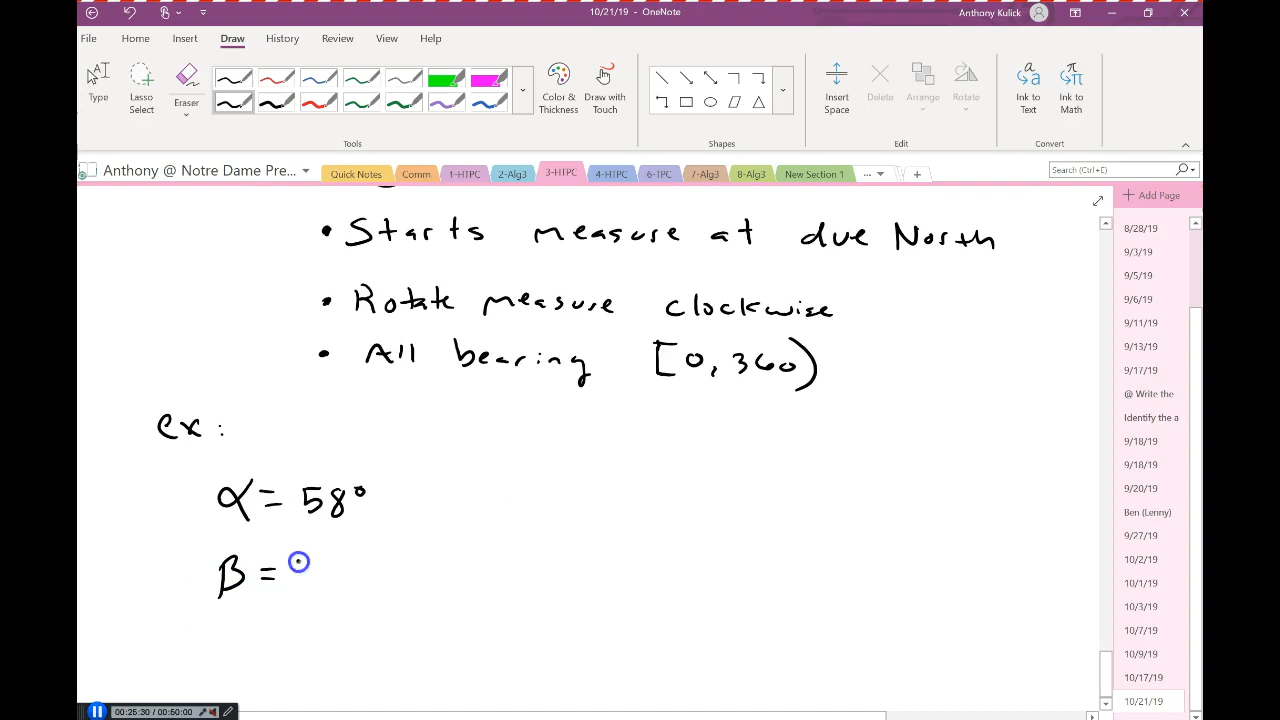 10/21/19 - OneNote
Anthony Kulick
File Home Insert Draw History Review View Help
Type
Lasso Select
Eraser
Color & Thickness
Draw with Touch
Insert Space
Delete
Arrange
Rotate
Ink to Text
Ink to Math
Tools
Shapes
Edit
Convert
Anthony @ Notre Dame Pre...
Quick Notes Comm 1-HTPC 2-Alg3 3-HTPC 4-HTPC 6-TPC 7-Alg3 8-Alg3 New Section 1 ... +
Search (Ctrl+E)
• Starts measure at due North
• Rotate measure clockwise
• All bearing [0, 360)
ex:
α = 58°
β =
Add Page
8/28/19
9/3/19
9/5/19
9/6/19
9/11/19
9/13/19
9/17/19
@ Write the
Identify the a
9/18/19
9/18/19
9/20/19
Ben (Lenny)
9/27/19
10/2/19
10/1/19
10/3/19
10/7/19
10/9/19
10/17/19
10/21/19
00:25:30 / 00:50:00